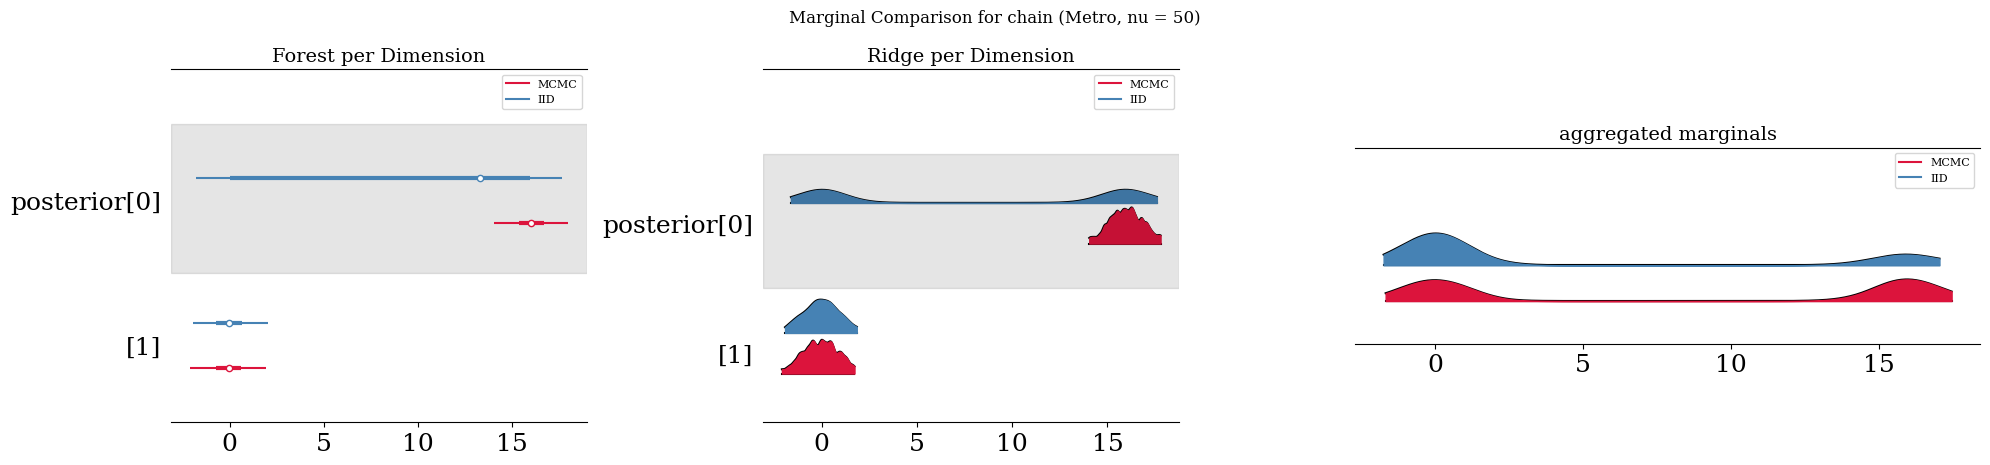 Marginal Comparison for chain (Metro, nu = 50)
Forest per Dimension
MCMC
IID
posterior[0]
[1]
0 5 10 15
Ridge per Dimension
MCMC
IID
posterior[0]
[1]
0 5 10 15
aggregated marginals
MCMC
IID
0 5 10 15